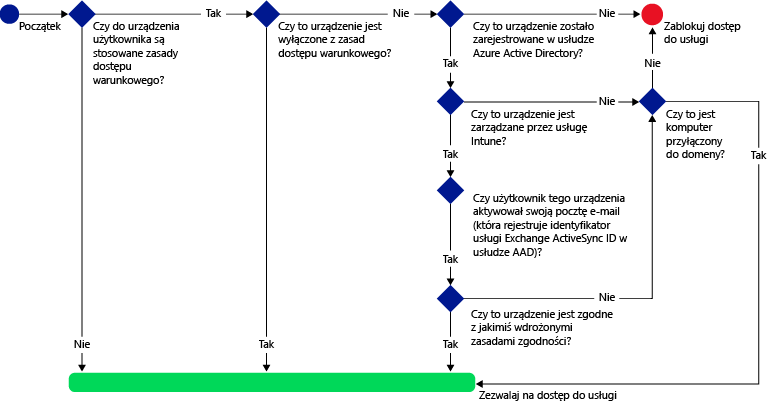 Początek
Czy do urządzenia
użytkownika są
stosowane zasady
dostępu
warunkowego?
Tak
Czy to urządzenie jest
wyłączone z zasad
dostępu warunkowego?
Nie
Czy to urządzenie zostało
zarejestrowane w usłudze
Azure Active Directory?
Nie
Zablokuj dostęp
do usługi
Tak
Nie
Czy to urządzenie jest
zarządzane przez usługę
Intune?
Nie
Czy to jest
komputer
przyłączony
do domeny?
Tak
Tak
Czy użytkownik tego urządzenia
aktywował swoją pocztę e-mail
(która rejestruje identyfikator
usługi Exchange ActiveSync ID w
usłudze AAD)?
Tak
Nie
Czy to urządzenie jest zgodne
z jakimiś wdrożonymi
zasadami zgodności?
Nie
Tak
Tak
Zezwalaj na dostęp do usługi